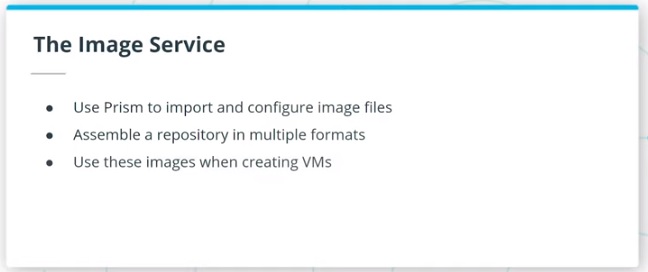 The Image Service
● Use Prism to import and configure image files
● Assemble a repository in multiple formats
● Use these images when creating VMs